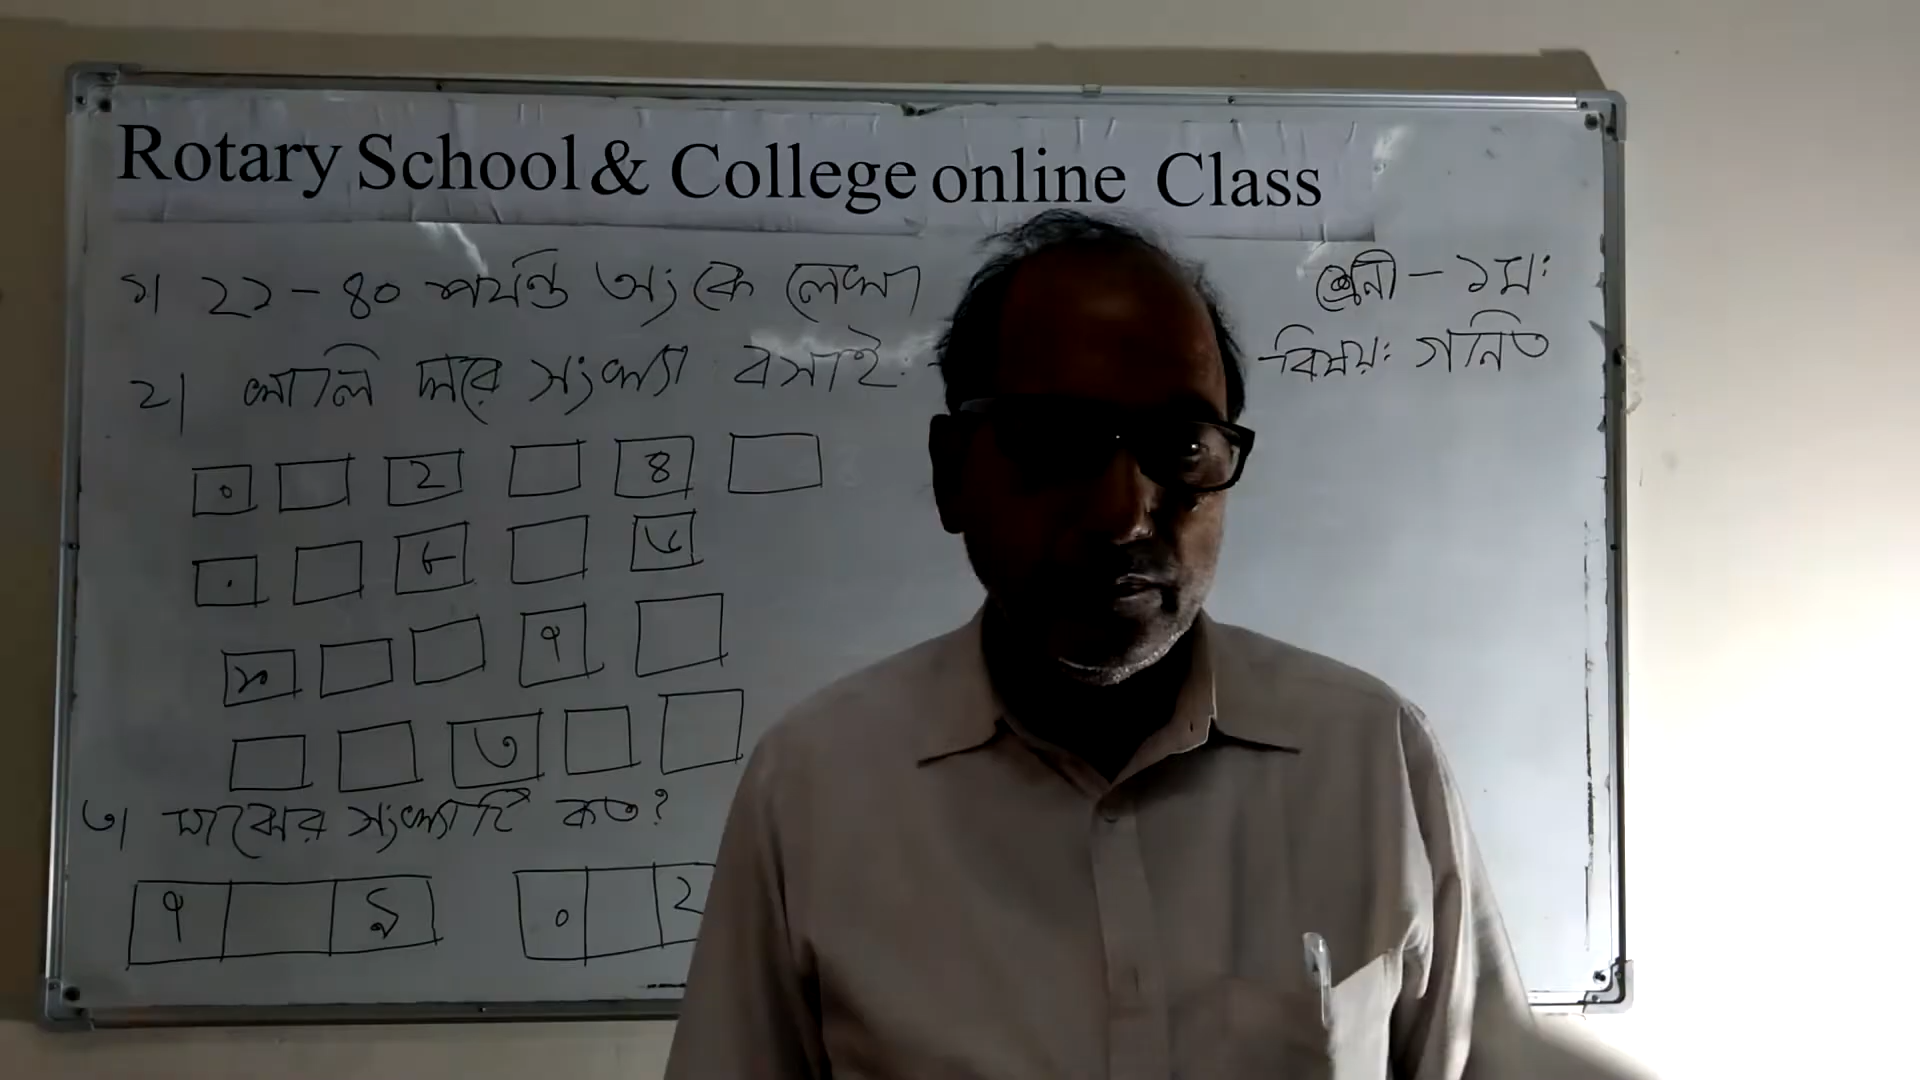 Rotary School & College online Class
১। ২১-৪০ পর্যন্ত অংকে লেখা
শ্রেনী - ১মঃ
বিষয়ঃ গনিত
২। খালি ঘরে সংখ্যা বসাই:
০ ২ ৪
৮ ৬
১০ ৭
৩
৩। মাঝের সংখ্যাটি কত?
৭ ৯ ০ ২